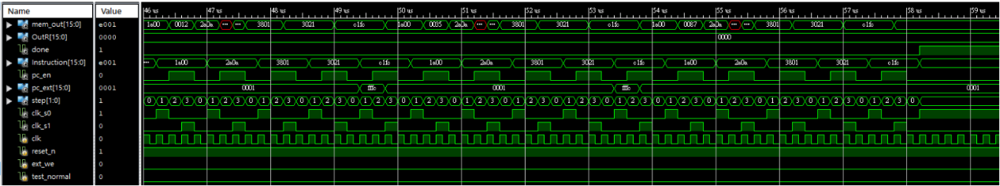 Name Value 46 us 47 us 48 us 49 us 50 us 51 us 52 us 53 us 54 us 55 us 56 us 57 us 58 us 59 us
mem_out[15:0] e001 1a00 0012 2a0a ... ... 3801 3021 c1fc 1a00 0035 2a0a ... ... 3801 3021 c1fc 1a00 0087 2a0a ... ... 3801 3021 c1fc
OutR[15:0] 0000 0000
done 1
Instruction[15:0] e001 ... 1a00 2a0a 3801 3021 c1fc 1a00 2a0a 3801 3021 c1fc 1a00 2a0a 3801 3021 c1fc
pc_en 0
pc_ext[15:0] 0001 0001 fffc 0001 fffc 0001 0001
step[1:0] 1 0 1 2 3 0 1 2 3 0 1 2 3 0 1 2 3 0 1 2 3 0 1 2 3 0 1 2 3 0 1 2 3 0 1 2 3 0 1 2 3 0 1 2 3 0 1 2 3 0 1 2 3 0 1 2 3 0 1 2 3 0 1
clk_s0 1
clk_s1 0
clk 0
reset_n 1
ext_we 0
test_normal 0